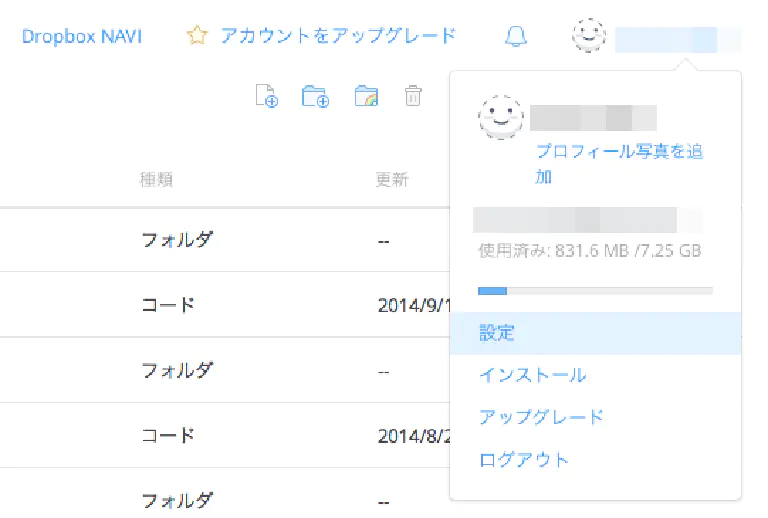 Dropbox NAVI
アカウントをアップグレード
プロフィール写真を追
加
種類
更新
使用済み: 831.6 MB /7.25 GB
フォルダ
--
コード
2014/9/1
設定
インストール
フォルダ
--
アップグレード
コード
2014/8/2
ログアウト
フォルダ
--